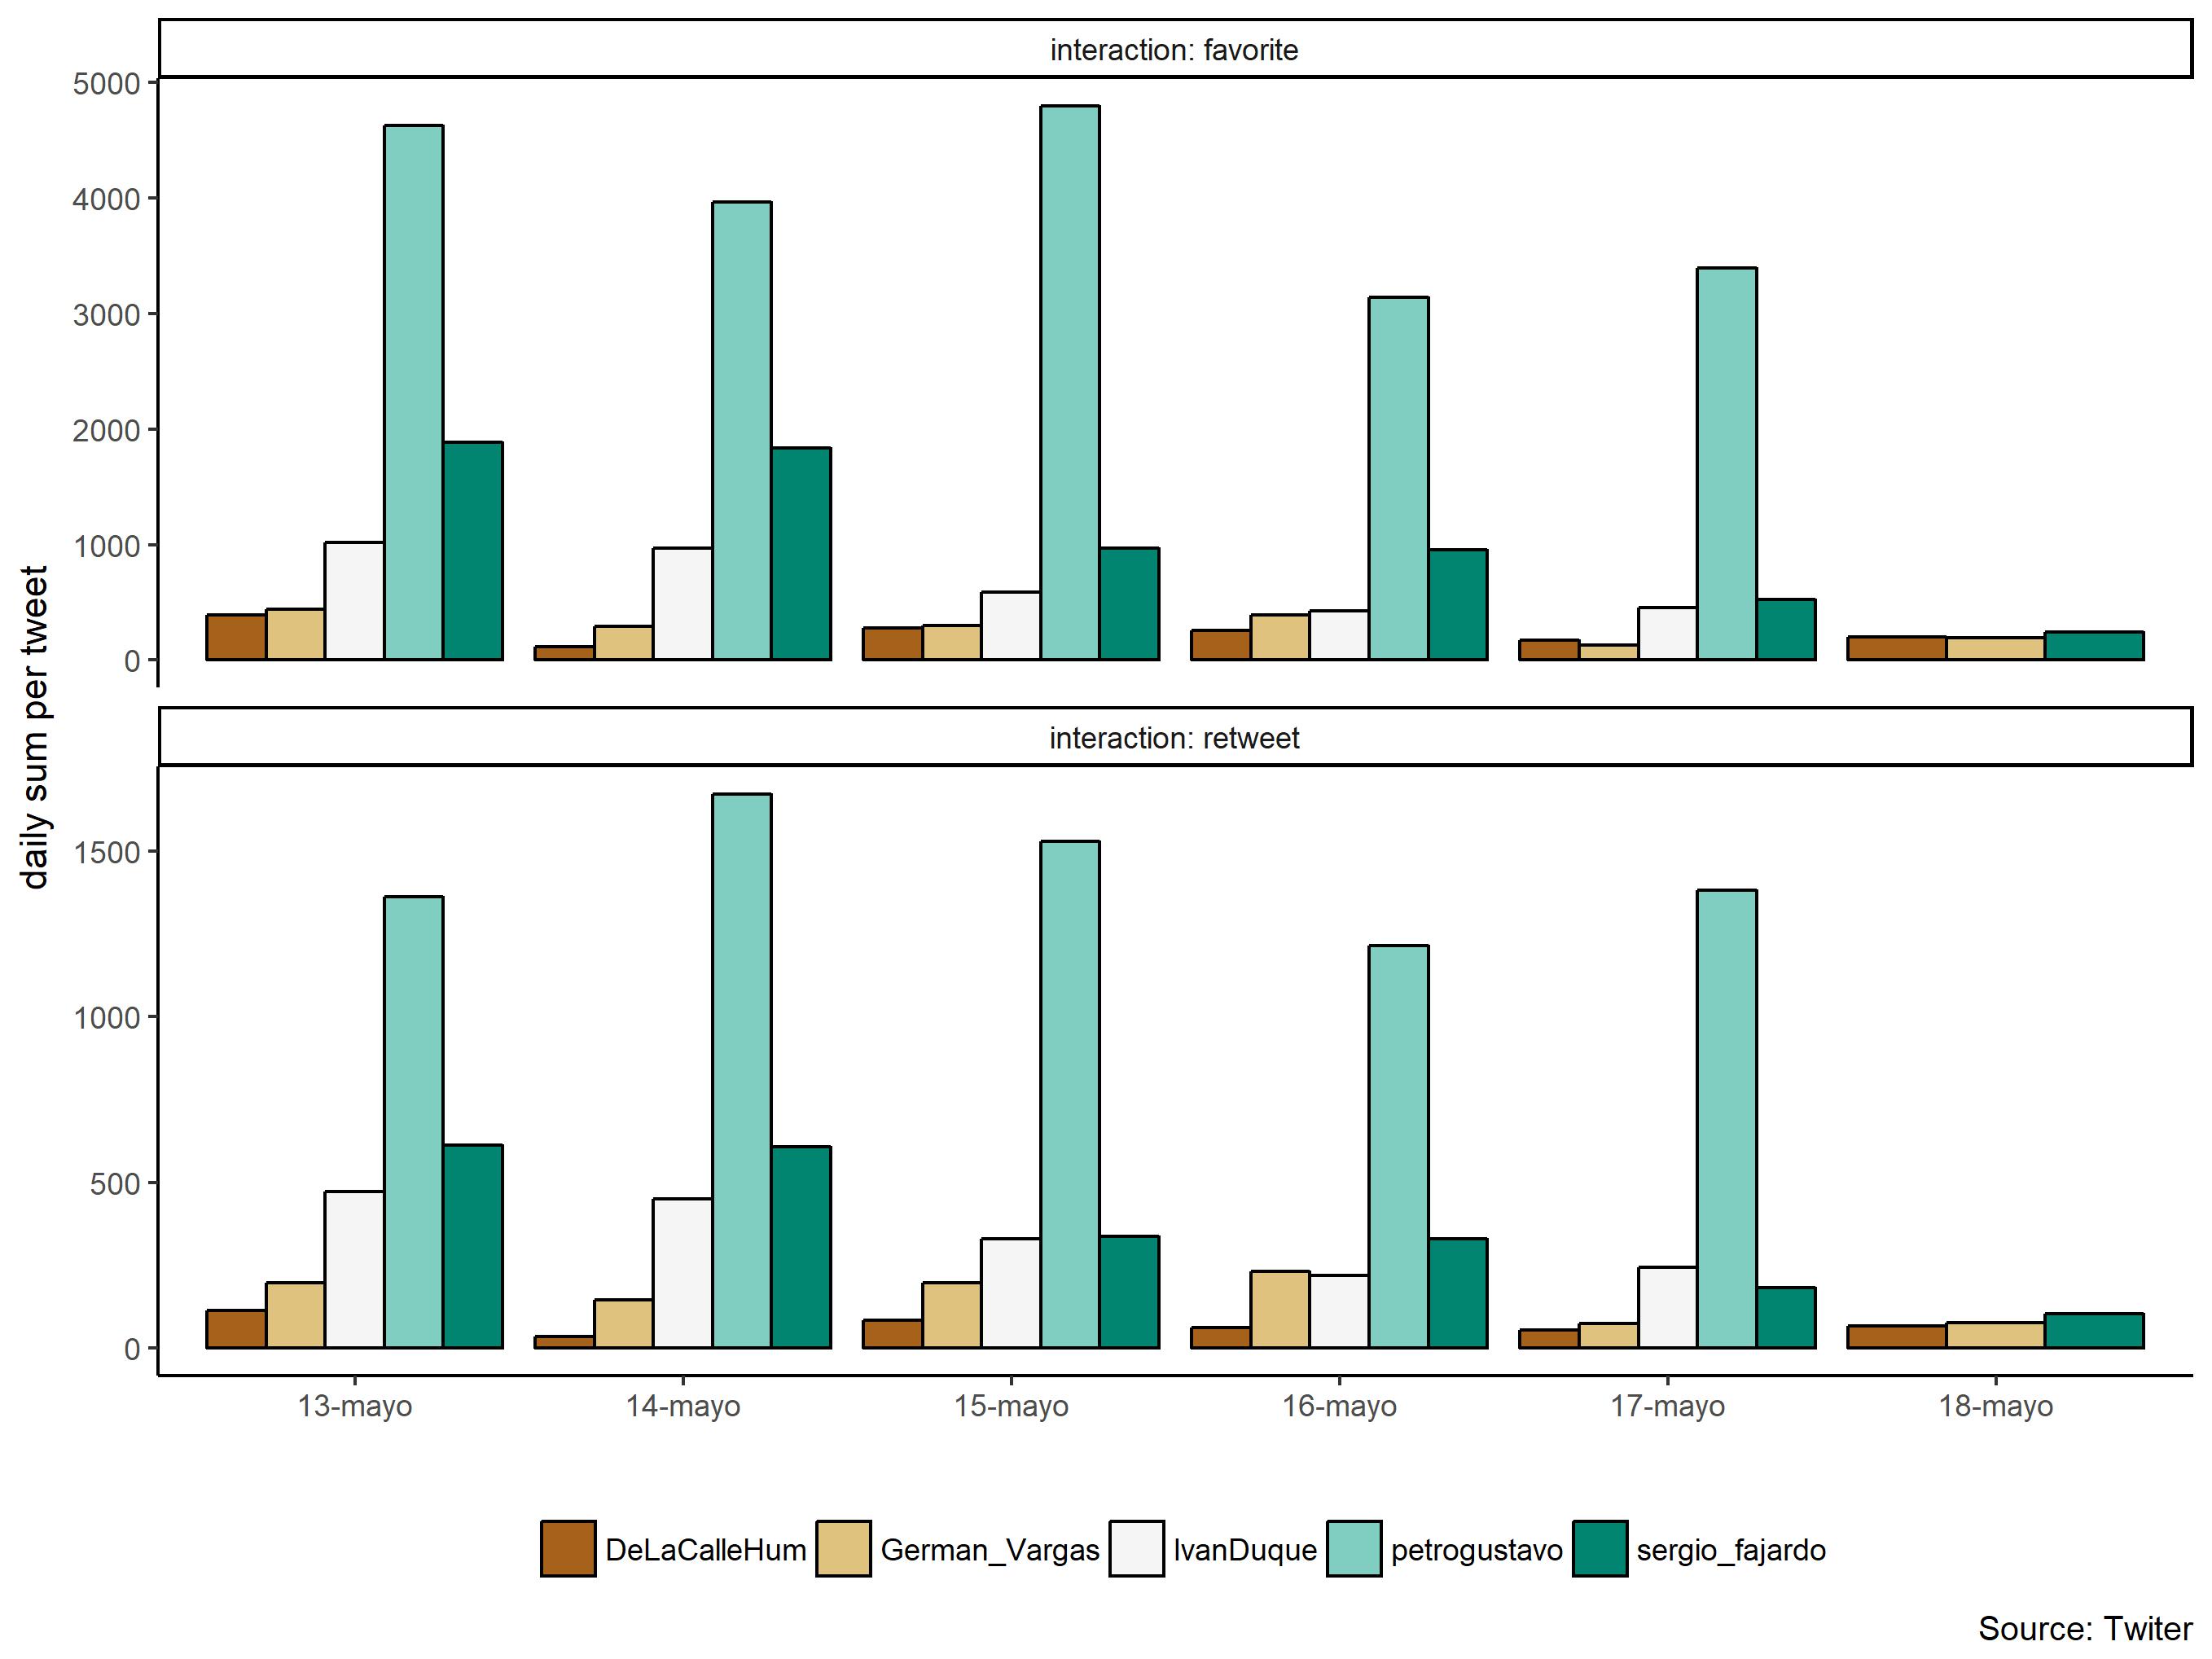 interaction: favorite
5000
4000
3000
2000
1000
0
daily sum per tweet
interaction: retweet
1500
1000
500
0
13-mayo 14-mayo 15-mayo 16-mayo 17-mayo 18-mayo
DeLaCalleHum German_Vargas IvanDuque petrogustavo sergio_fajardo
Source: Twiter